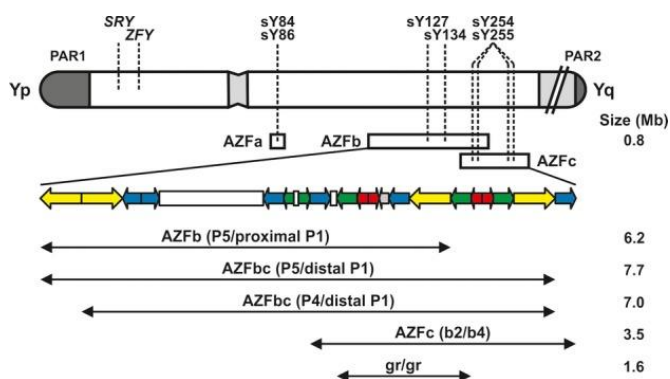 SRY
ZFY
sY84
sY86
sY127
sY134
sY254
sY255
PAR1
PAR2
Yp
Yq
Size (Mb)
AZFa
AZFb
0.8
AZFc
AZFb (P5/proximal P1)
6.2
AZFbc (P5/distal P1)
7.7
AZFbc (P4/distal P1)
7.0
AZFc (b2/b4)
3.5
gr/gr
1.6